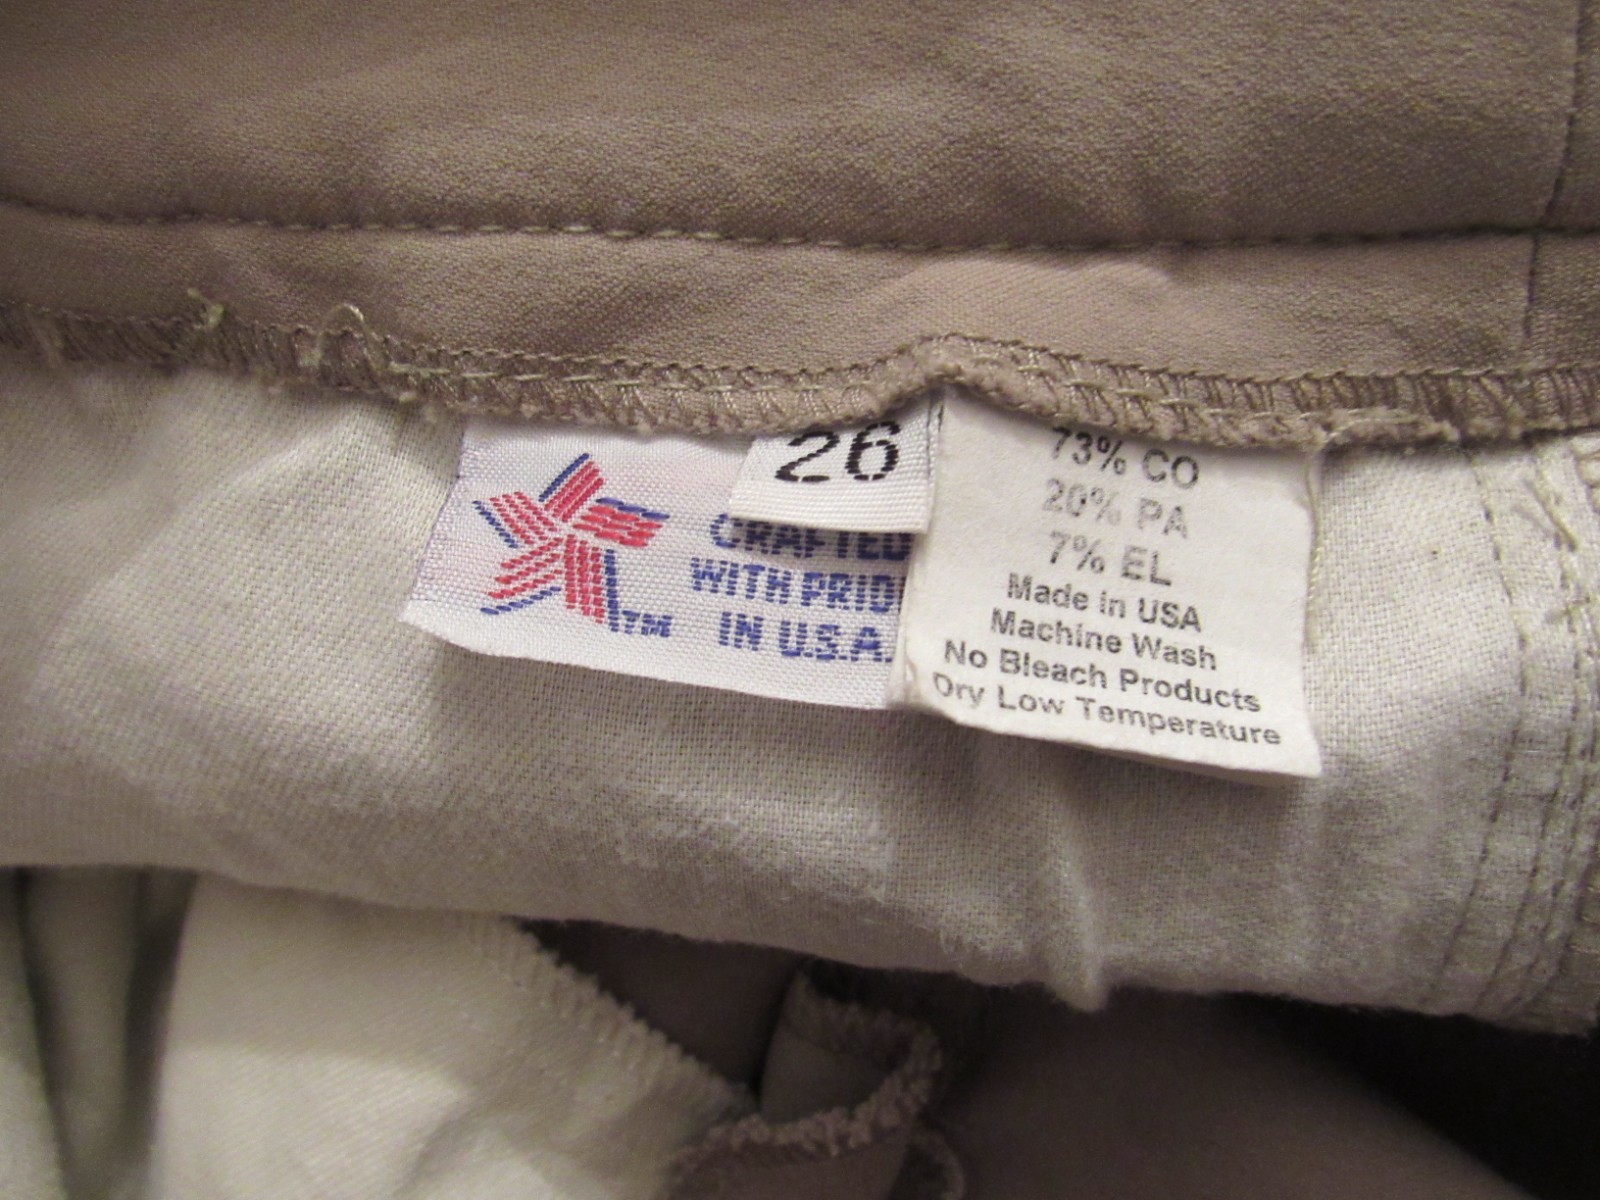 26
CRAFTED
WITH PRID
IN U.S.A.
TM
73% CO
20% PA
7% EL
Made in USA
Machine Wash
No Bleach Products
Dry Low Temperature